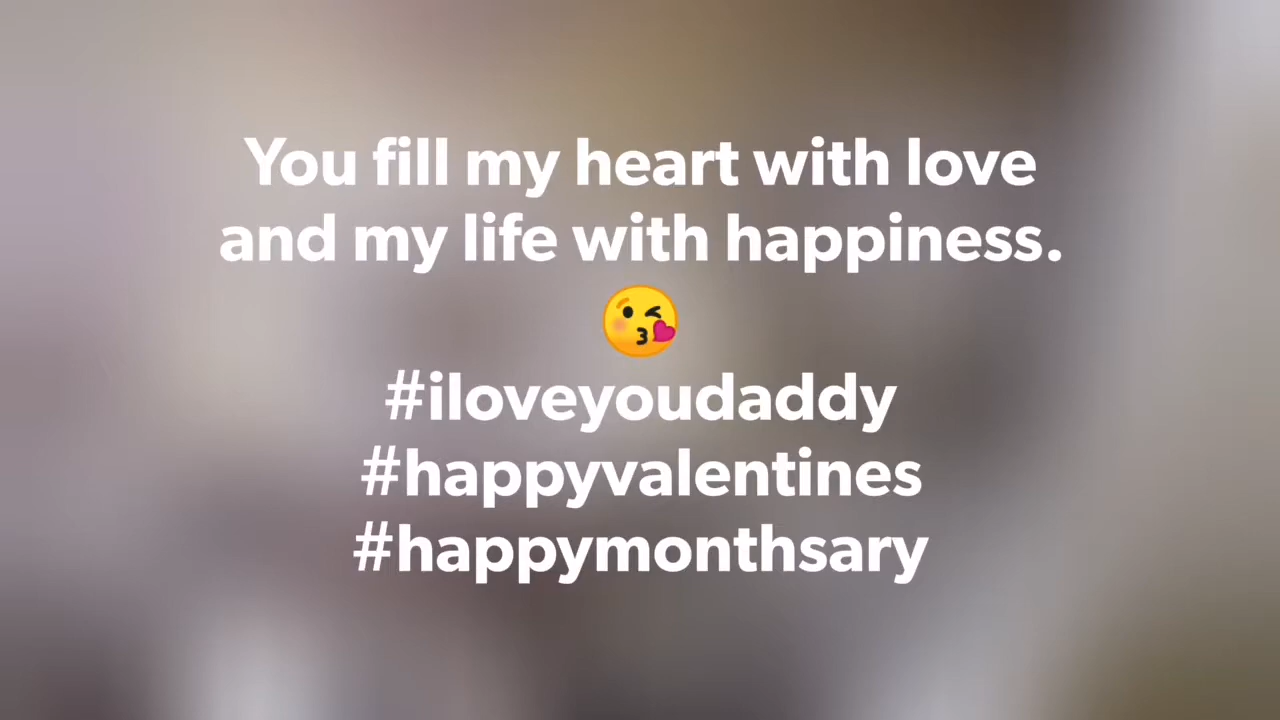 You fill my heart with love
and my life with happiness.
😘
#iloveyoudaddy
#happyvalentines
#happymonthsary